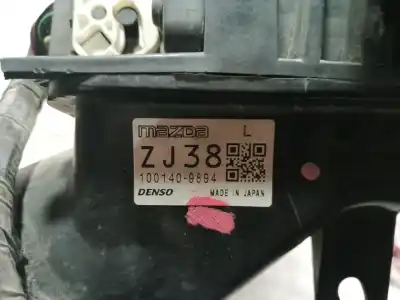 mazda L
ZJ38
100140-9894
DENSO MADE IN JAPAN